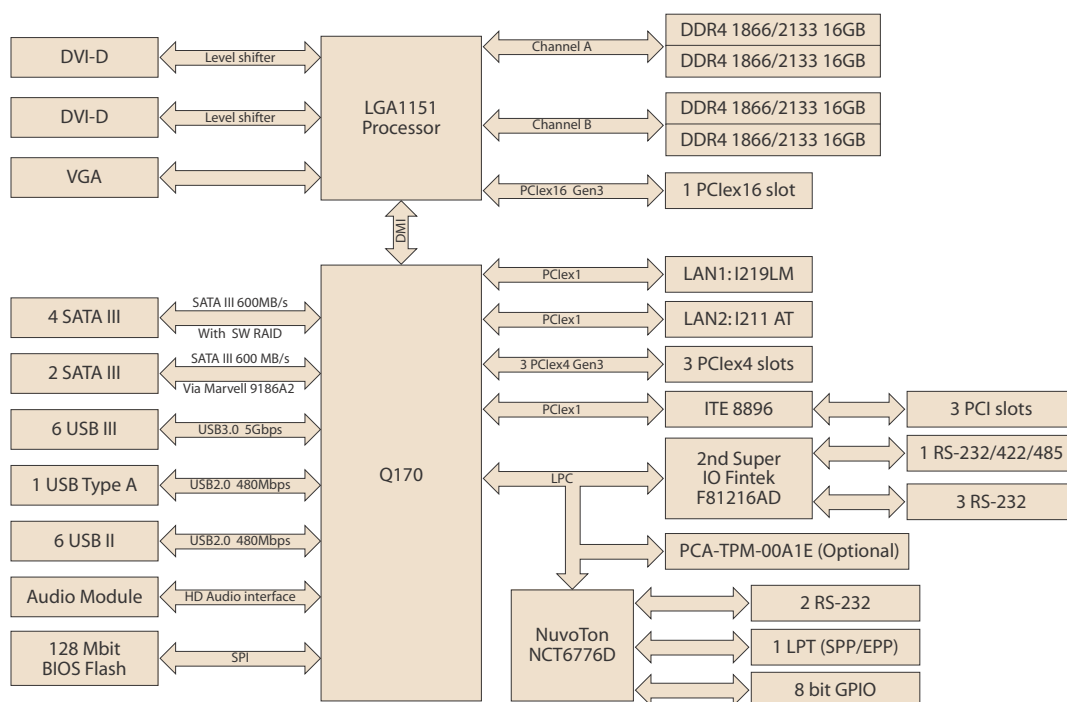 DVI-D
Level shifter
DVI-D
Level shifter
VGA
LGA1151
Processor
Channel A
DDR4 1866/2133 16GB
DDR4 1866/2133 16GB
Channel B
DDR4 1866/2133 16GB
DDR4 1866/2133 16GB
PCIex16 Gen3
1 PCIex16 slot
DMI
4 SATA III
SATA III 600MB/s
With SW RAID
2 SATA III
SATA III 600 MB/s
Via Marvell 9186A2
6 USB III
USB3.0 5Gbps
1 USB Type A
USB2.0 480Mbps
6 USB II
USB2.0 480Mbps
Audio Module
HD Audio interface
128 Mbit
BIOS Flash
SPI
Q170
PCIex1
LAN1: I219LM
PCIex1
LAN2: I211 AT
3 PCIex4 Gen3
3 PCIex4 slots
PCIex1
ITE 8896
3 PCI slots
LPC
2nd Super
IO Fintek
F81216AD
1 RS-232/422/485
3 RS-232
PCA-TPM-00A1E (Optional)
NuvoTon
NCT6776D
2 RS-232
1 LPT (SPP/EPP)
8 bit GPIO